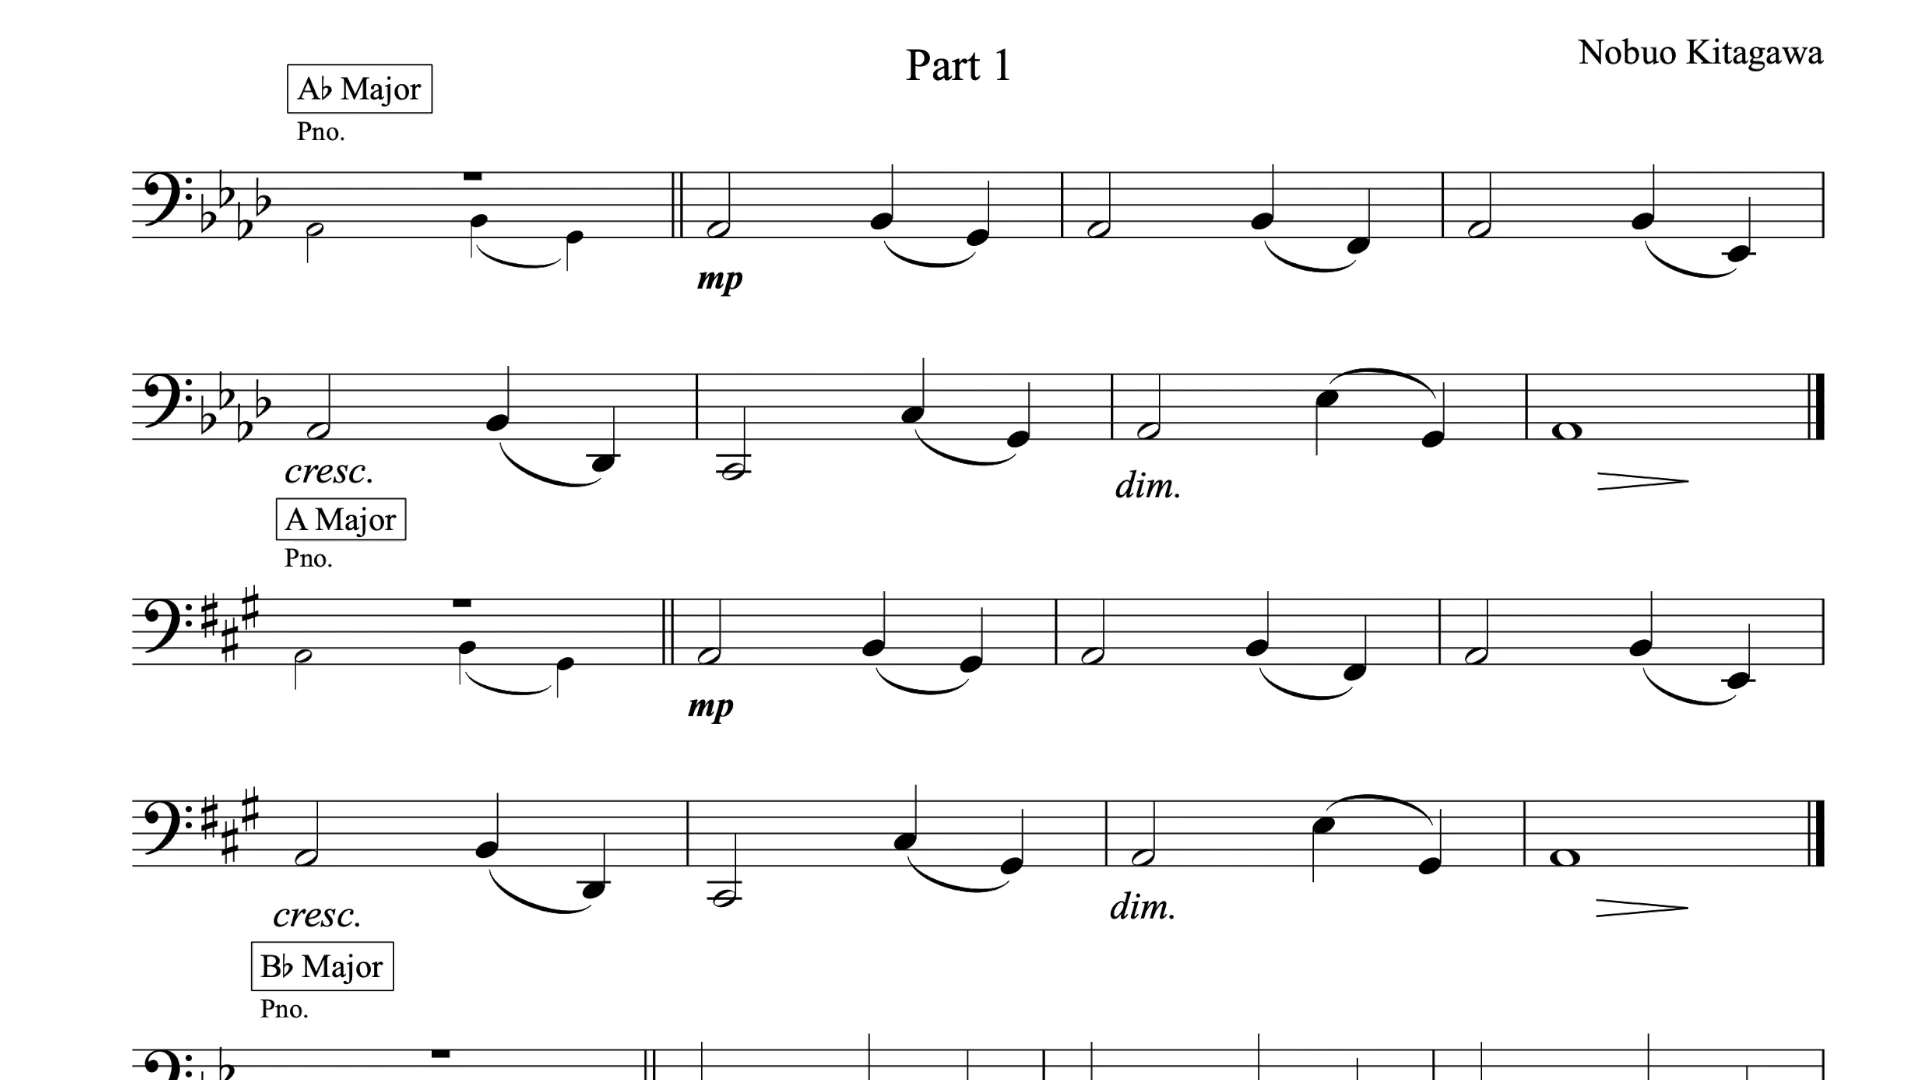 Part 1
Nobuo Kitagawa
A♭ Major
Pno.
mp
cresc.
dim.
A Major
Pno.
mp
cresc.
dim.
B♭ Major
Pno.